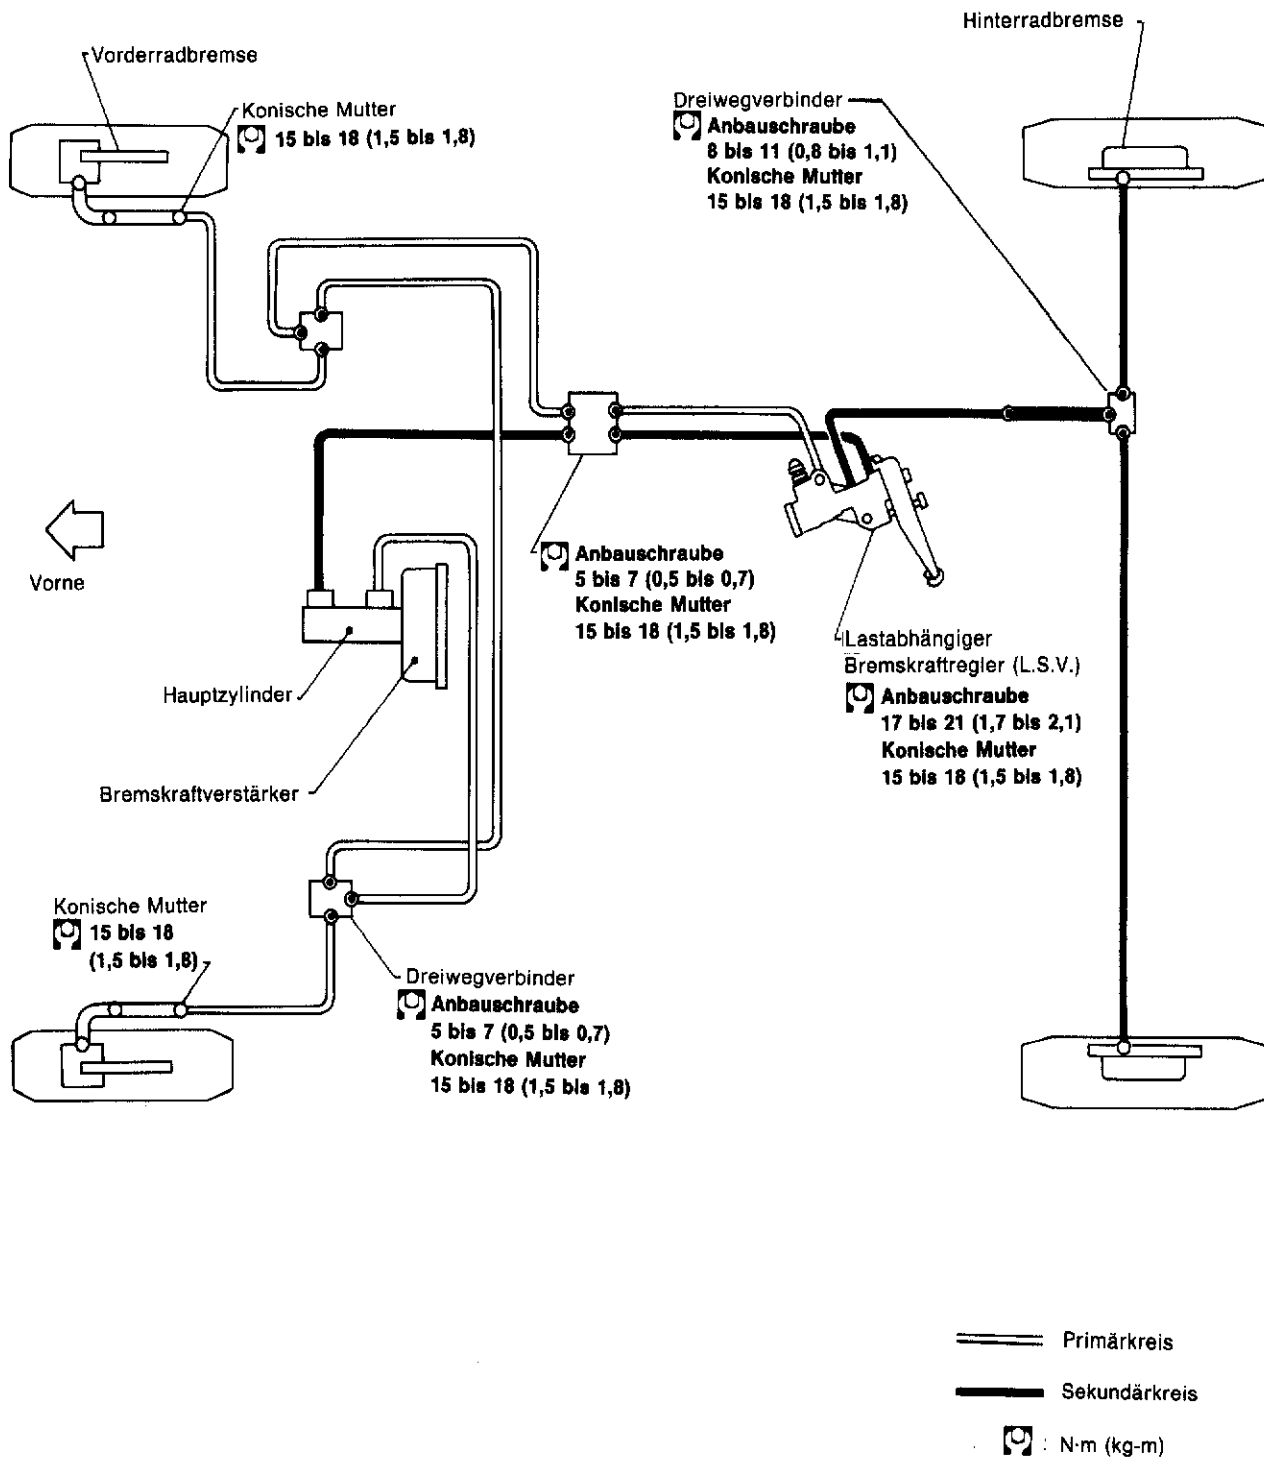 Hinterradbremse
Vorderradbremse
Konische Mutter
15 bis 18 (1,5 bis 1,8)
Dreiwegverbinder
Anbauschraube
8 bis 11 (0,8 bis 1,1)
Konische Mutter
15 bis 18 (1,5 bis 1,8)
Vorne
Anbauschraube
5 bis 7 (0,5 bis 0,7)
Konische Mutter
15 bis 18 (1,5 bis 1,8)
Lastabhängiger
Bremskraftregler (L.S.V.)
Anbauschraube
17 bis 21 (1,7 bis 2,1)
Konische Mutter
15 bis 18 (1,5 bis 1,8)
Hauptzylinder
Bremskraftverstärker
Konische Mutter
15 bis 18
(1,5 bis 1,8)
Dreiwegverbinder
Anbauschraube
5 bis 7 (0,5 bis 0,7)
Konische Mutter
15 bis 18 (1,5 bis 1,8)
Primärkreis
Sekundärkreis
: N·m (kg-m)